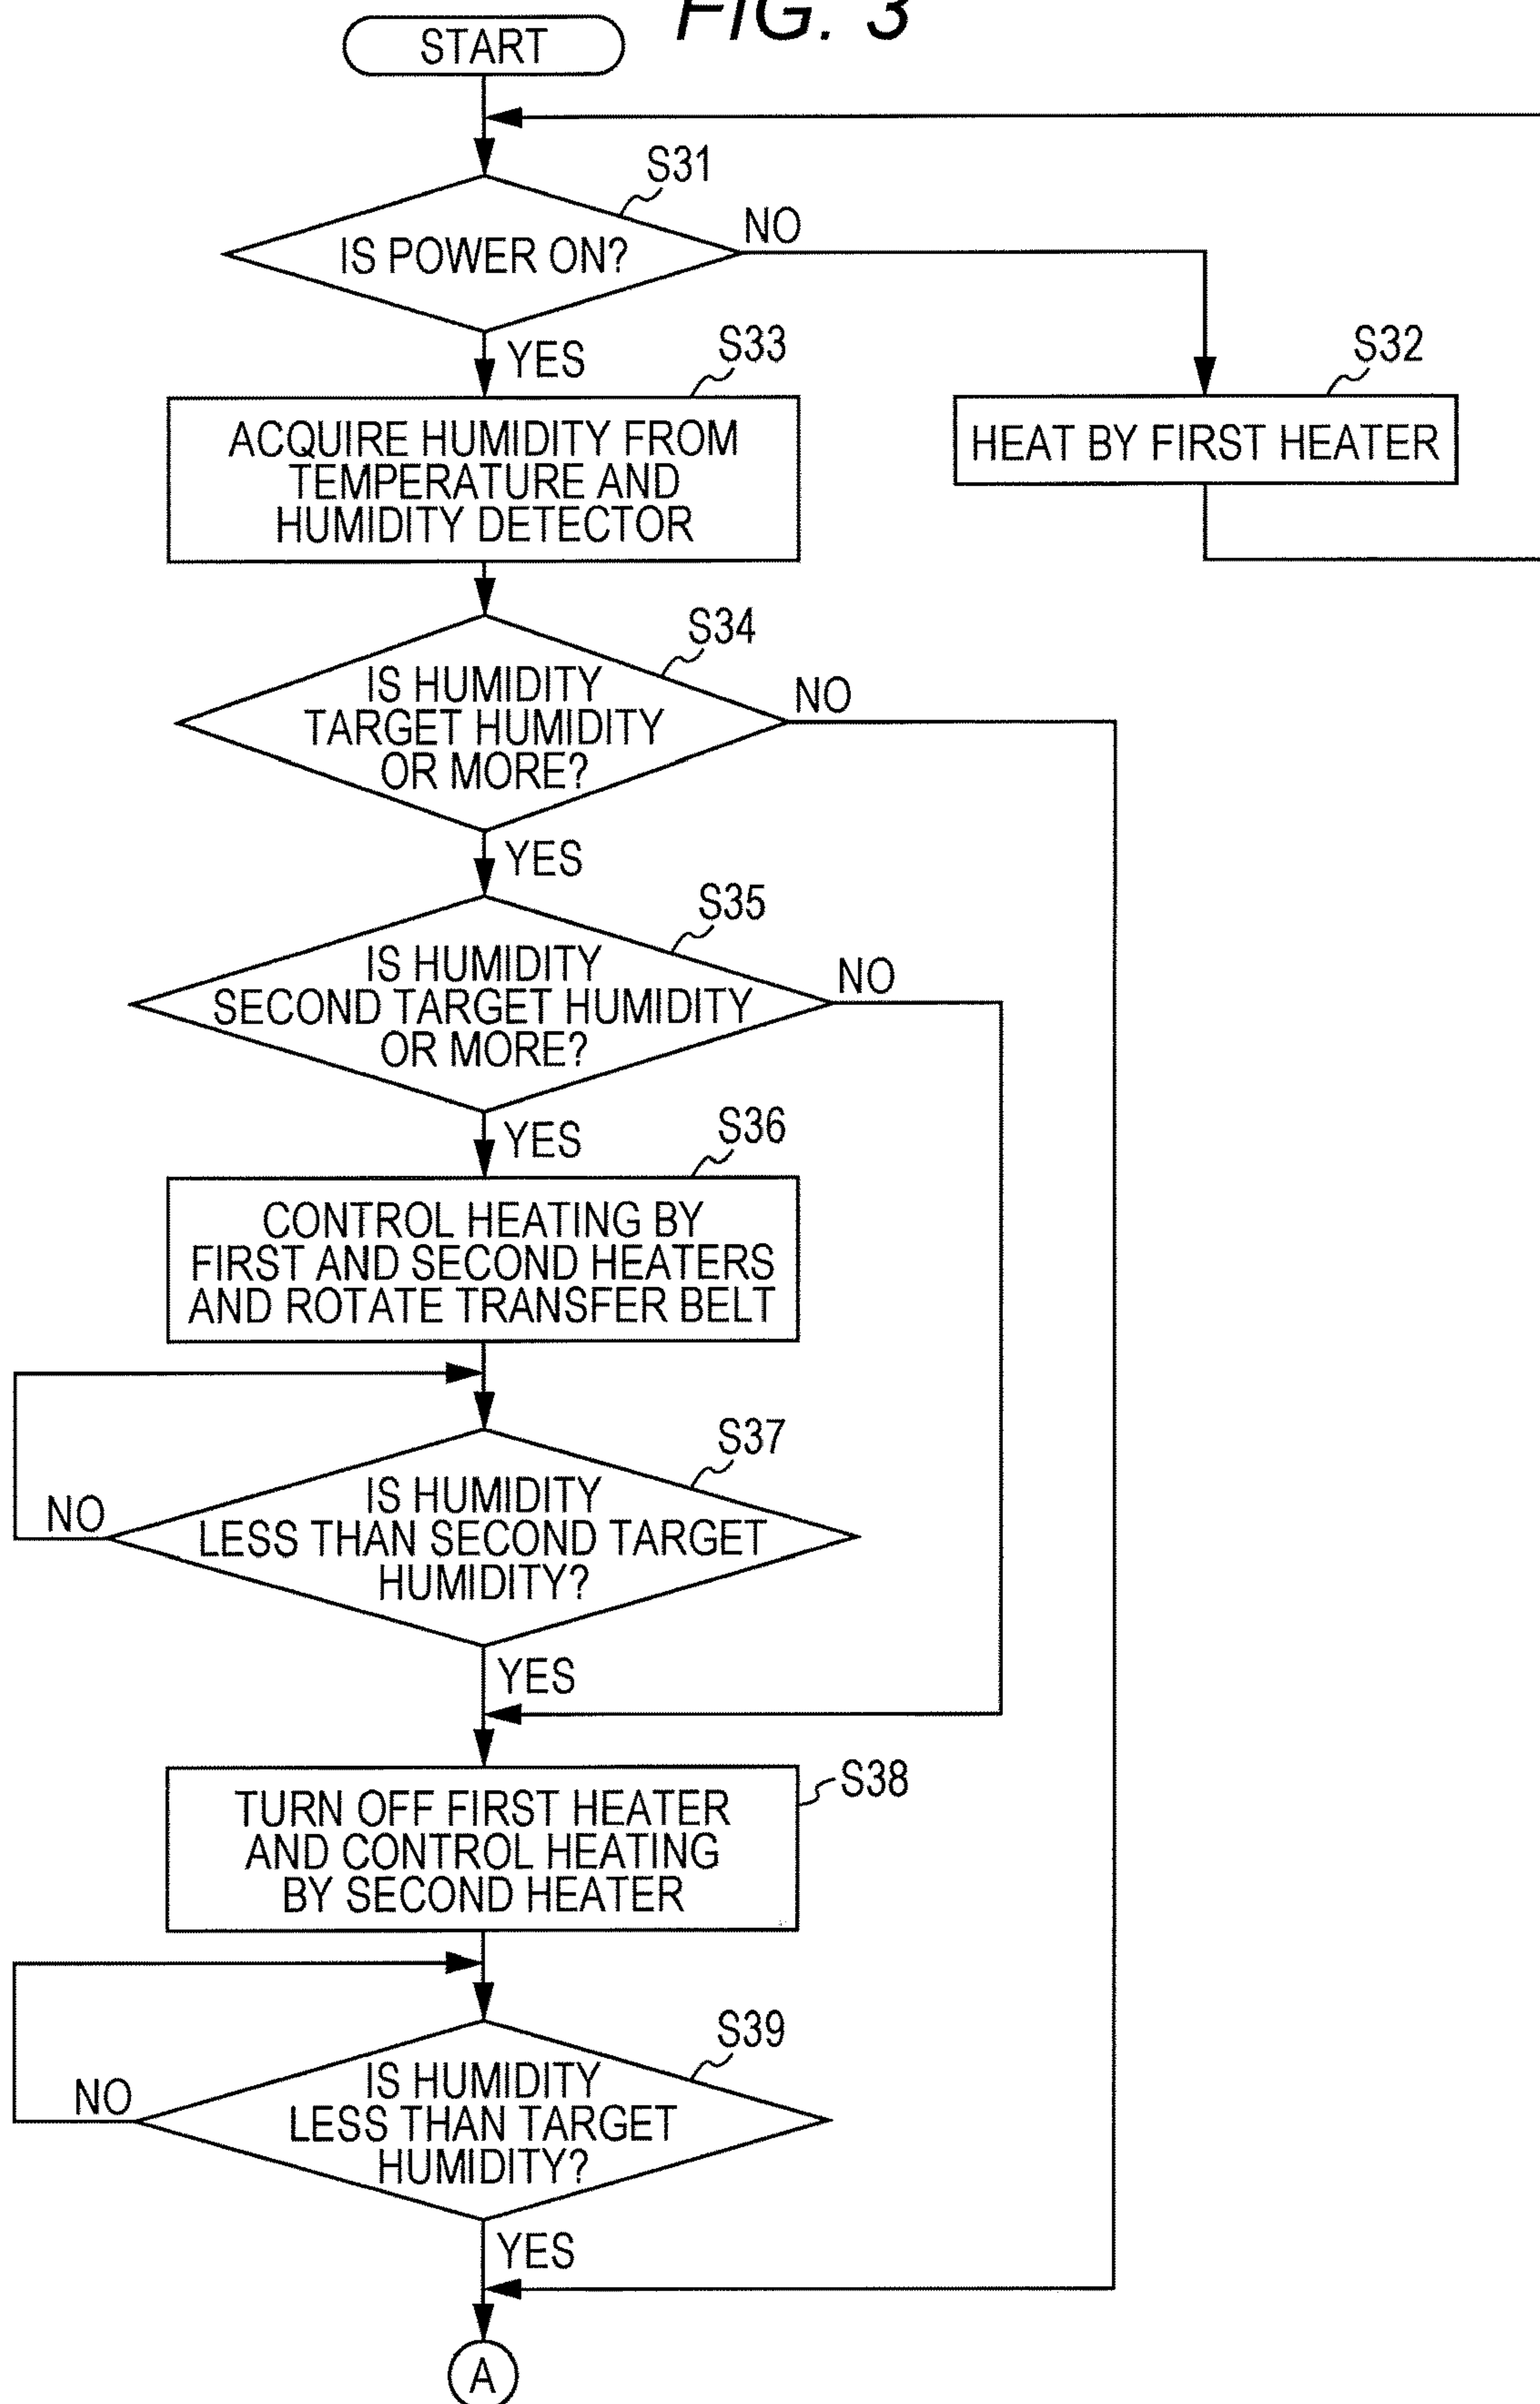 FIG. 3
START
S31
IS POWER ON?
NO
YES
S33
ACQUIRE HUMIDITY FROM
TEMPERATURE AND
HUMIDITY DETECTOR
S32
HEAT BY FIRST HEATER
S34
IS HUMIDITY
TARGET HUMIDITY
OR MORE?
NO
YES
S35
IS HUMIDITY
SECOND TARGET HUMIDITY
OR MORE?
NO
YES
S36
CONTROL HEATING BY
FIRST AND SECOND HEATERS
AND ROTATE TRANSFER BELT
S37
IS HUMIDITY
LESS THAN SECOND TARGET
HUMIDITY?
NO
YES
S38
TURN OFF FIRST HEATER
AND CONTROL HEATING
BY SECOND HEATER
S39
IS HUMIDITY
LESS THAN TARGET
HUMIDITY?
NO
YES
A